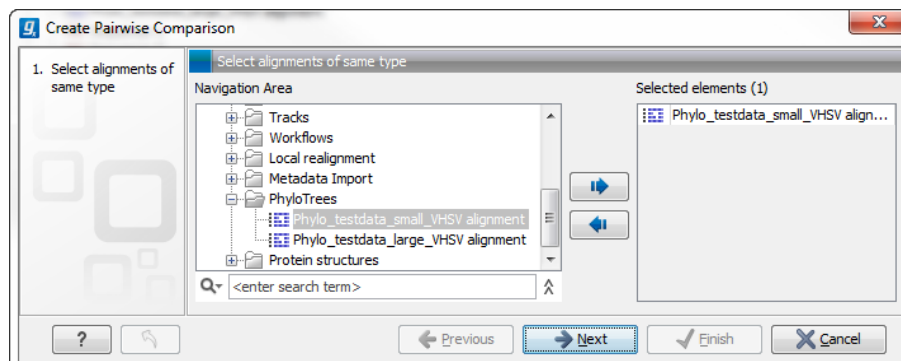 Create Pairwise Comparison
1. Select alignments of same type
Select alignments of same type
Navigation Area
Tracks
Workflows
Local realignment
Metadata Import
PhyloTrees
Phylo_testdata_small_VHSV alignment
Phylo_testdata_large_VHSV alignment
Protein structures
<enter search term>
Selected elements (1)
Phylo_testdata_small_VHSV align...
?
Previous
Next
Finish
Cancel